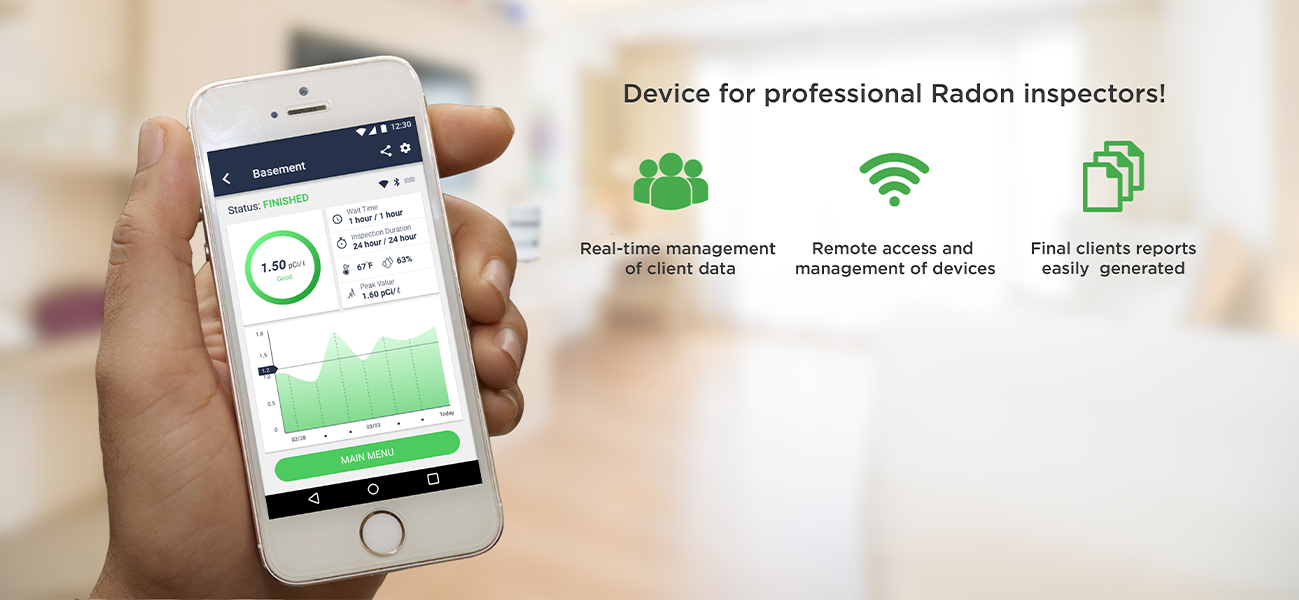 Device for professional Radon inspectors!
Real-time management
of client data
Remote access and
management of devices
Final clients reports
easily generated
12:30
Basement
Status: FINISHED
1.50 pCi/ℓ
Good
Wait Time
1 hour / 1 hour
Inspection Duration
24 hour / 24 hour
67°F
63%
Peak Value
1.60 pCi/ℓ
1.8
1.5
1.2
1.0
0.5
0
02/28
03/03
Today
MAIN MENU